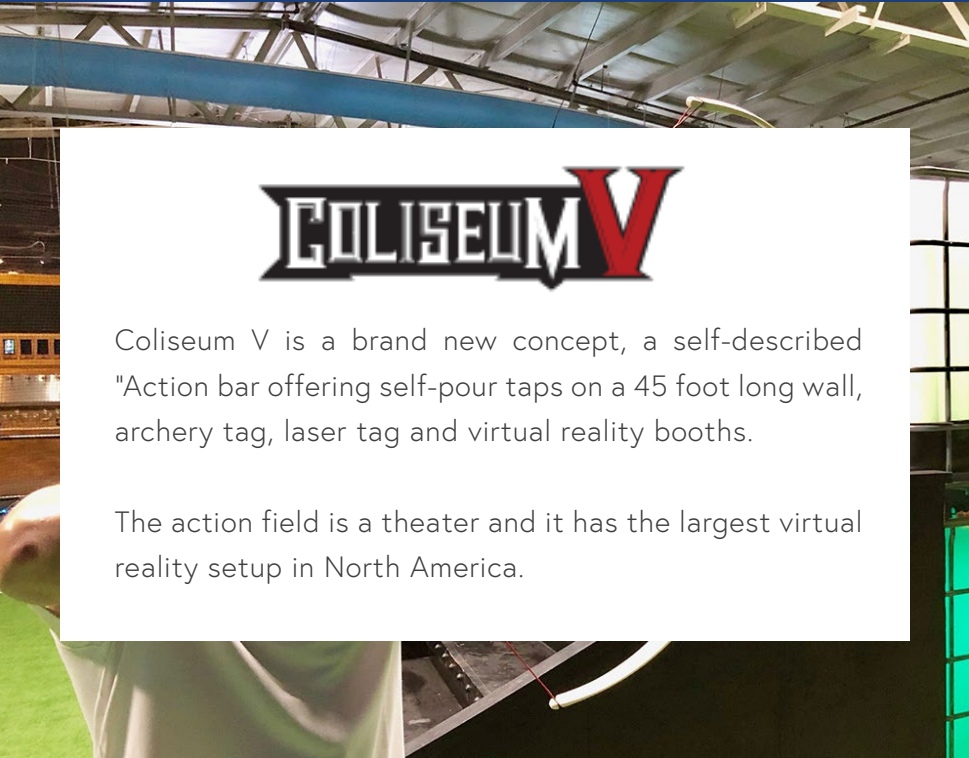 COLISEUM V
Coliseum V is a brand new concept, a self-described
"Action bar offering self-pour taps on a 45 foot long wall,
archery tag, laser tag and virtual reality booths.
The action field is a theater and it has the largest virtual
reality setup in North America.